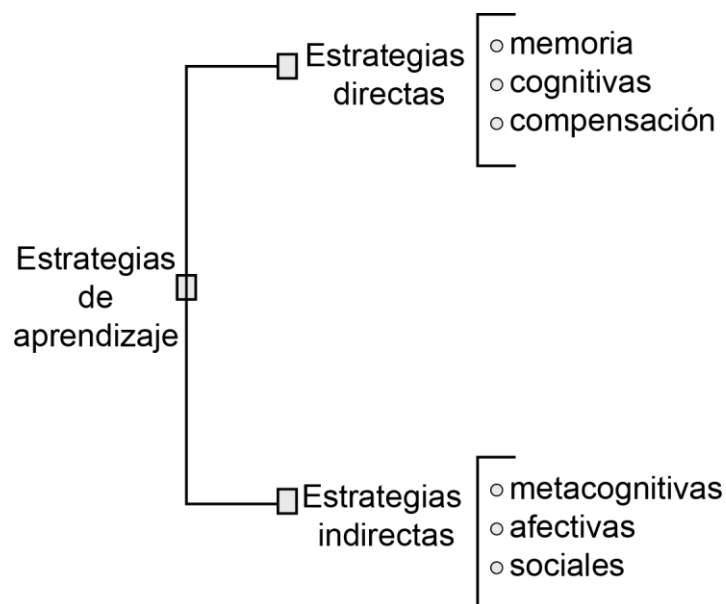 Estrategias
de
aprendizaje
Estrategias
directas
memoria
cognitivas
compensación
Estrategias
indirectas
metacognitivas
afectivas
sociales